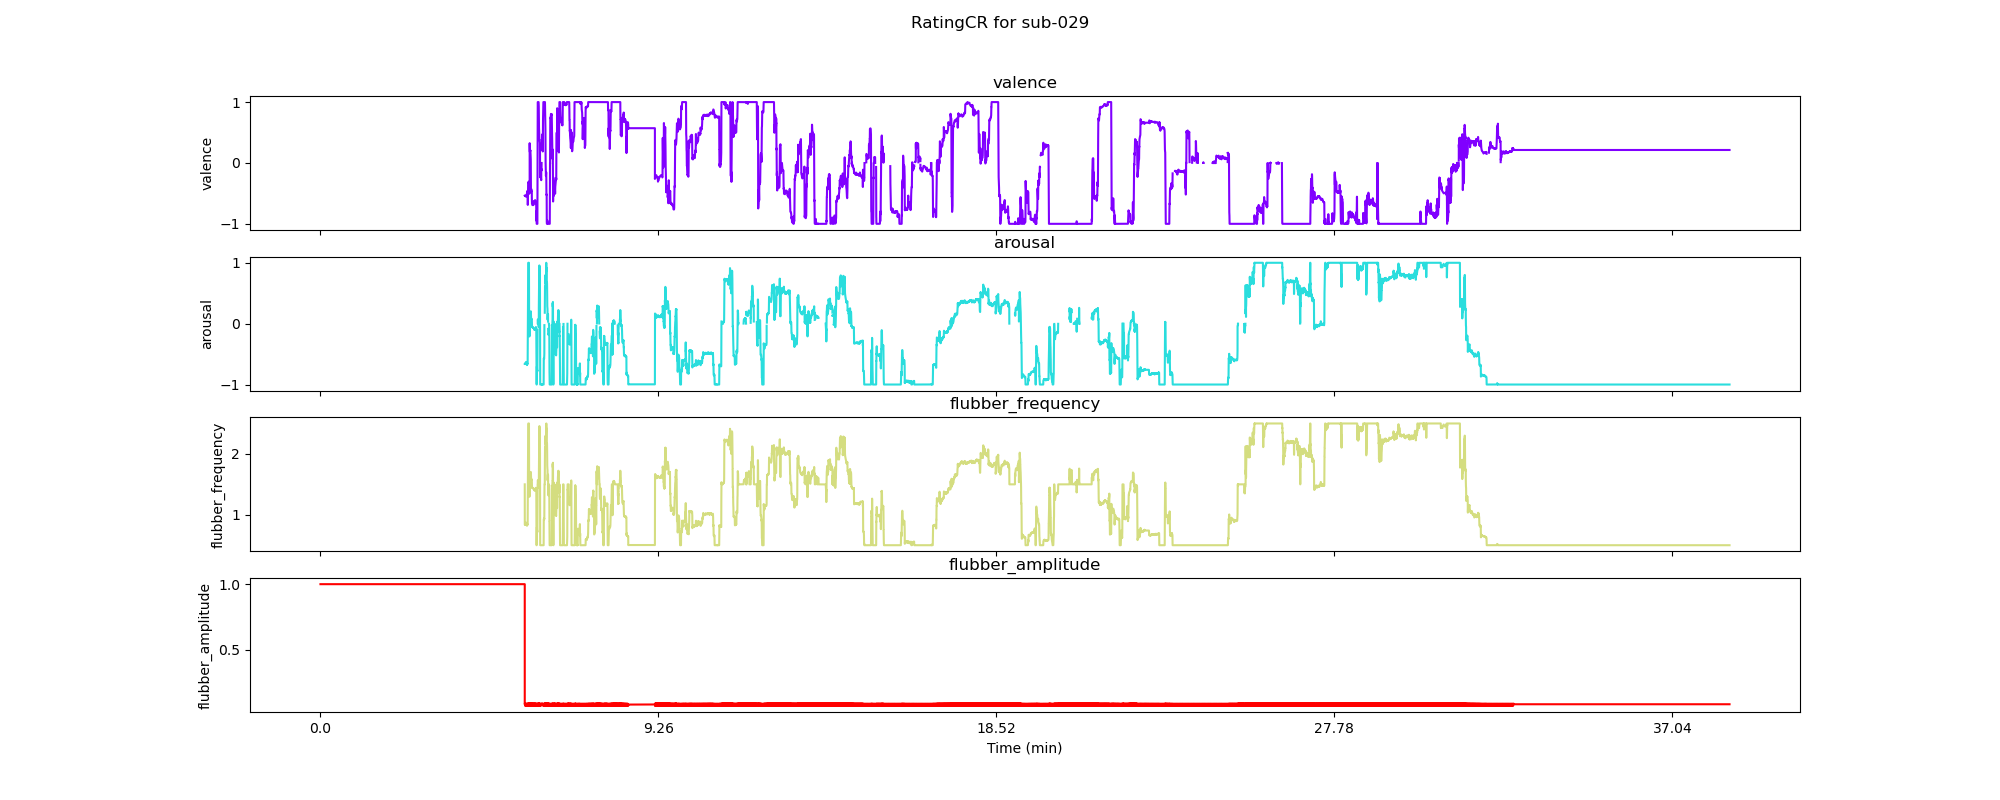 RatingCR for sub-029
valence
1
0
−1
valence
arousal
1
0
−1
arousal
flubber_frequency
2
1
flubber_frequency
flubber_amplitude
1.0
0.5
flubber_amplitude
0.0 9.26 18.52 27.78 37.04
Time (min)